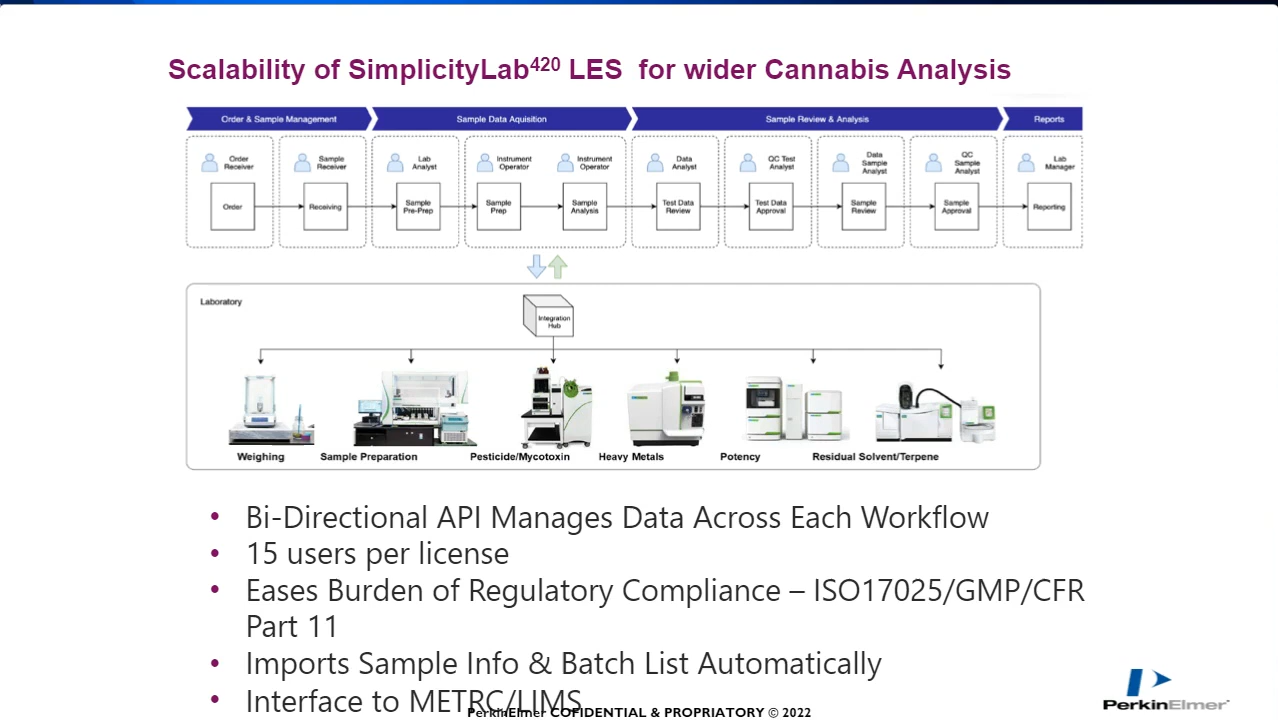 Scalability of SimplicityLab420 LES for wider Cannabis Analysis
Order & Sample Management
Sample Data Aquisition
Sample Review & Analysis
Reports
Order
Receiver
Sample
Receiver
Lab
Analyst
Instrument
Operator
Instrument
Operator
Data
Analyst
QC Test
Analyst
Data
Sample
Analyst
QC
Sample
Analyst
Lab
Manager
Order
Receiving
Sample
Pre-Prep
Sample
Prep
Sample
Analysis
Test Data
Review
Test Data
Approval
Sample
Review
Sample
Approval
Reporting
Laboratory
Integration
Hub
Weighing
Sample Preparation
Pesticide/Mycotoxin
Heavy Metals
Potency
Residual Solvent/Terpene
• Bi-Directional API Manages Data Across Each Workflow
• 15 users per license
• Eases Burden of Regulatory Compliance – ISO17025/GMP/CFR
Part 11
• Imports Sample Info & Batch List Automatically
• Interface to METRC/LIMS
PerkinElmer COFIDENTIAL & PROPRIATORY © 2022
PerkinElmer